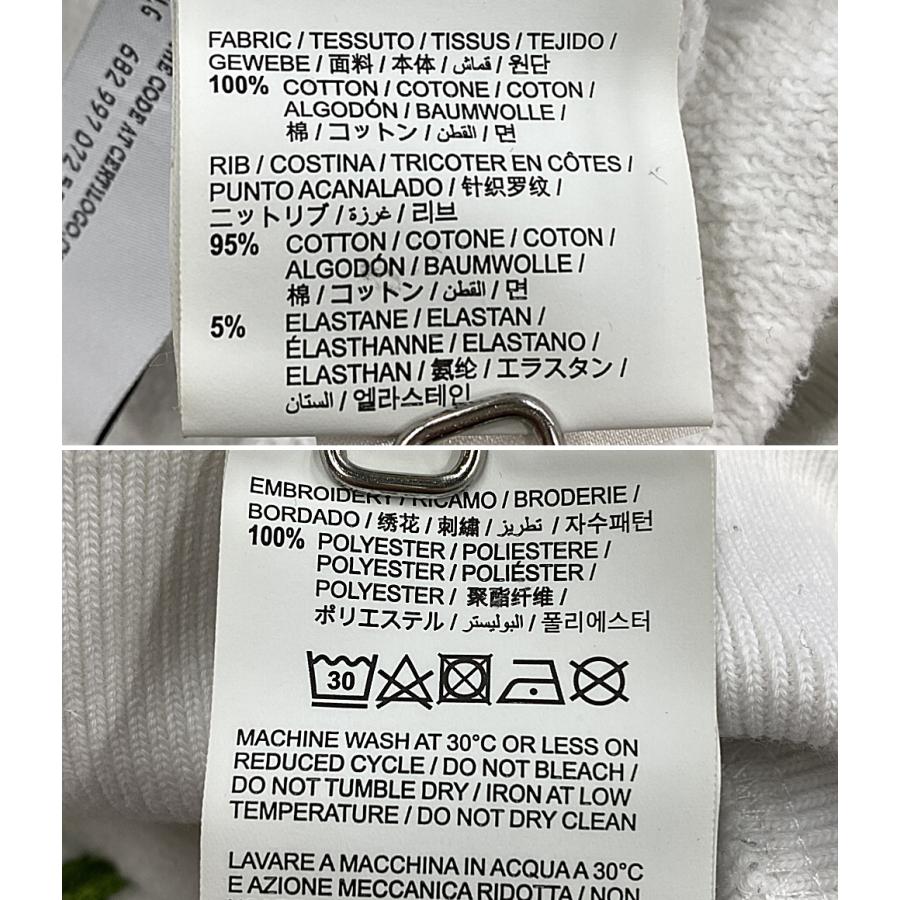 LG
682 997 072 5
THE CODE AT CERTILOGO.C
FABRIC / TESSUTO / TISSUS / TEJIDO /
GEWEBE / 面料 / 本体 / قماش / 원단
100% COTTON / COTONE / COTON /
ALGODÓN / BAUMWOLLE /
棉 / コットン / القطن / 면
RIB / COSTINA / TRICOTER EN CÔTES /
PUNTO ACANALADO / 针织罗纹 /
ニットリブ / غرزة / 리브
95% COTTON / COTONE / COTON /
ALGODÓN / BAUMWOLLE /
棉 / コットン / القطن / 면
5% ELASTANE / ELASTAN /
ÉLASTHANNE / ELASTANO /
ELASTHAN / 氨纶 / エラスタン /
الستان / 엘라스테인
EMBROIDERY / RICAMO / BRODERIE /
BORDADO / 绣花 / 刺繍 / تطريز / 자수패턴
100% POLYESTER / POLIESTERE /
POLYESTER / POLIÉSTER /
POLYESTER / 聚酯纤维 /
ポリエステル / البوليستر / 폴리에스터
30
MACHINE WASH AT 30°C OR LESS ON
REDUCED CYCLE / DO NOT BLEACH /
DO NOT TUMBLE DRY / IRON AT LOW
TEMPERATURE / DO NOT DRY CLEAN
LAVARE A MACCHINA IN ACQUA A 30°C
E AZIONE MECCANICA RIDOTTA / NON